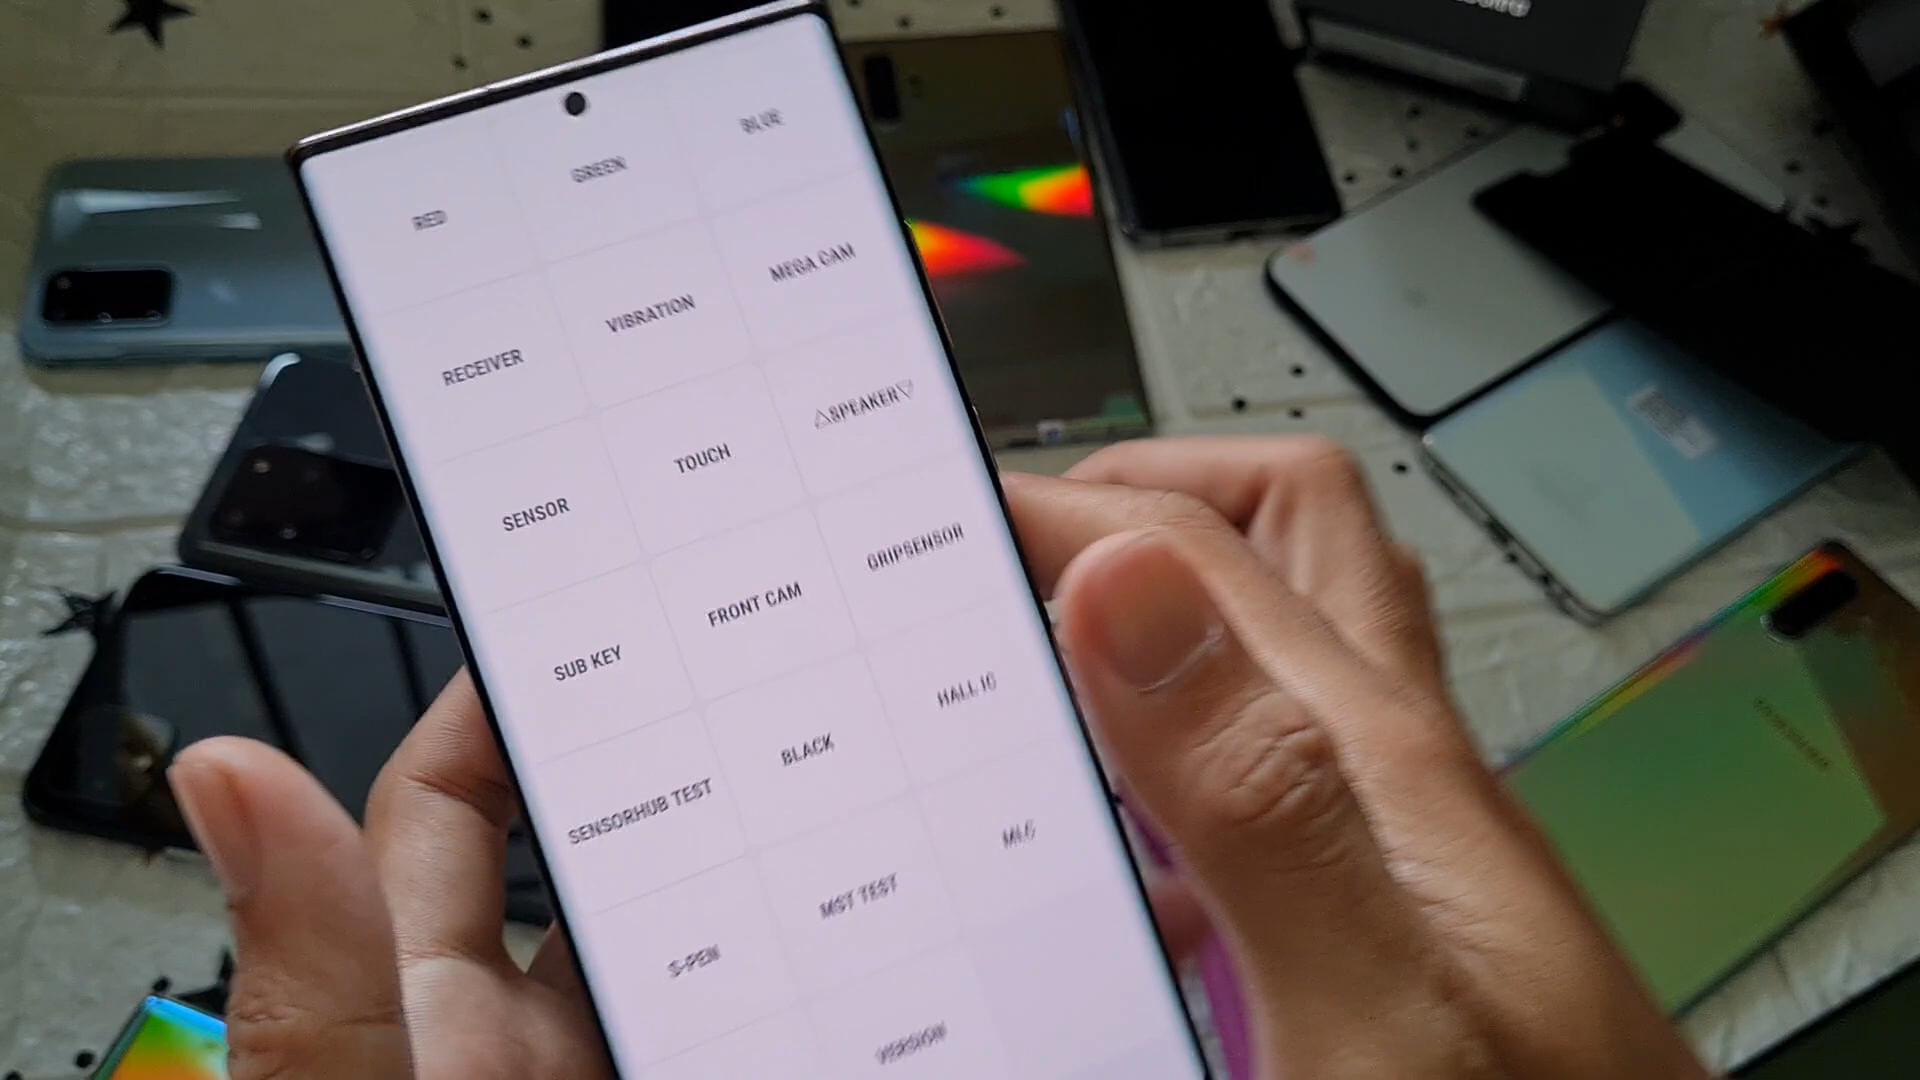 RED GREEN BLUE
RECEIVER VIBRATION MEGA CAM
SENSOR TOUCH △SPEAKER▽
SUB KEY FRONT CAM GRIPSENSOR
SENSORHUB TEST BLACK HALL IC
S-PEN MST TEST MLC
VERSION